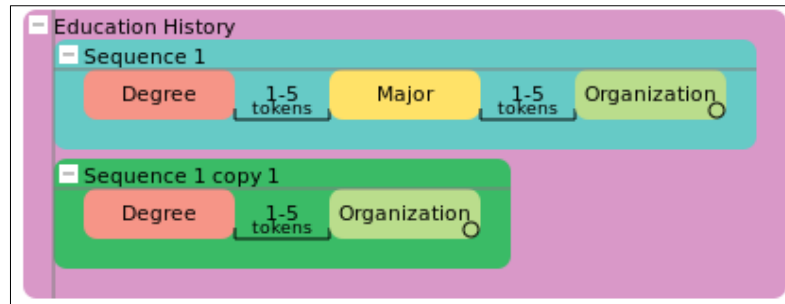 Education History
Sequence 1
Degree 1-5 tokens Major 1-5 tokens Organization
Sequence 1 copy 1
Degree 1-5 tokens Organization